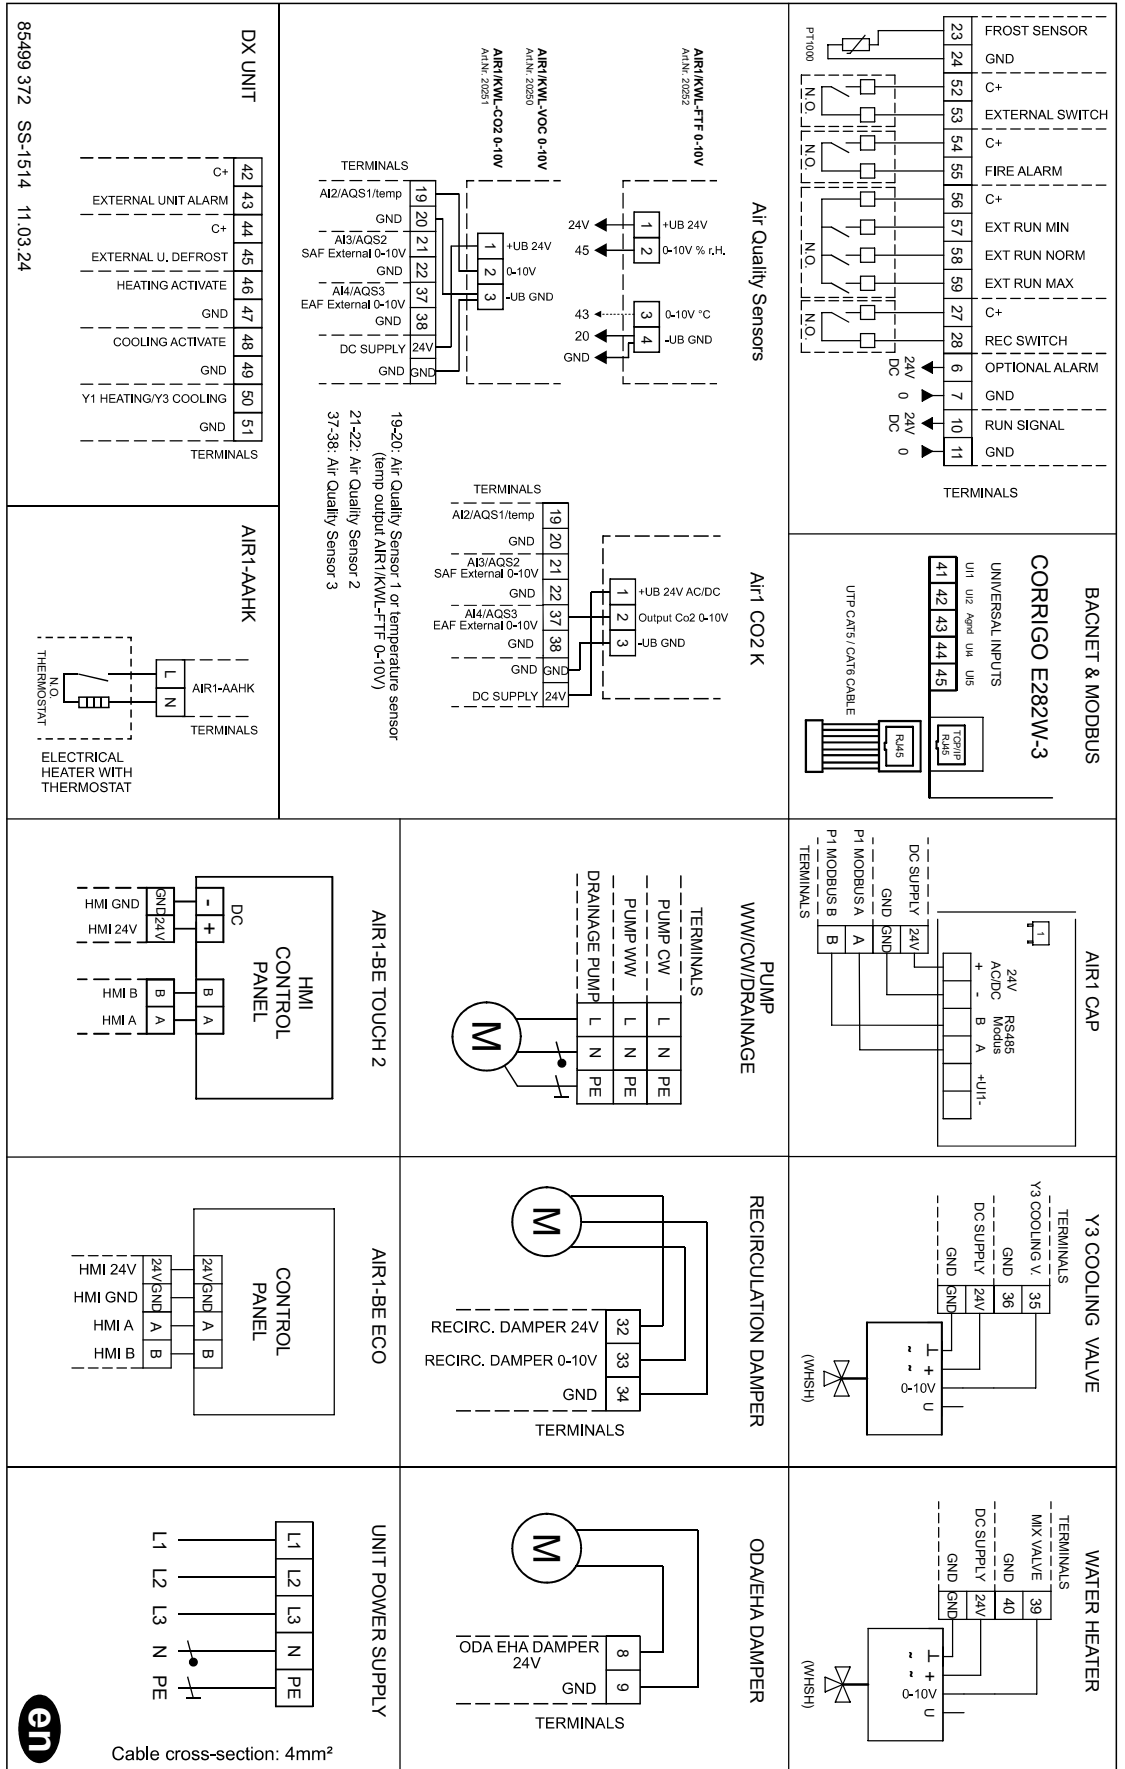 23 FROST SENSOR
24 GND
PT1000
52 C+
53 EXTERNAL SWITCH
N.O.
54 C+
55 FIRE ALARM
N.O.
56 C+
57 EXT RUN MIN
58 EXT RUN NORM
59 EXT RUN MAX
N.O.
27 C+
28 REC SWITCH
N.O.
6 OPTIONAL ALARM
24V
DC
7 GND
0
10 RUN SIGNAL
24V
DC
11 GND
0
TERMINALS
BACNET & MODBUS
CORRIGO E282W-3
UNIVERSAL INPUTS
UI1 UI2 Agnd UI4 UI5
41 42 43 44 45
TCP/IP
RJ45
RJ45
UTP CAT5 / CAT6 CABLE
AIR1 CAP
1
24V
AC/DC
RS485
Modus
+ - B A +UI1-
24V GND A B
DC SUPPLY
GND
P1 MODBUS A
P1 MODBUS B
TERMINALS
Y3 COOLING VALVE
TERMINALS
Y3 COOLING V.
GND
DC SUPPLY
GND
35
36
24V
GND
⊥ + 0-10V U
~ ~
(WHSH)
WATER HEATER
TERMINALS
MIX VALVE
GND
DC SUPPLY
GND
39
40
24V
GND
⊥ + 0-10V U
~ ~
(WHSH)
Air Quality Sensors
AIR1/KWL-FTF 0-10V
Art.Nr. 20252
24V 1 +UB 24V
45 2 0-10V % r.H.
43 3 0-10V °C
20 4 -UB GND
GND
AIR1/KWL-VOC 0-10V
Art.Nr. 20250
AIR1/KWL-CO2 0-10V
Art.Nr. 20251
1 +UB 24V
2 0-10V
3 -UB GND
TERMINALS
AI2/AQS1/temp 19
GND 20
AI3/AQS2
SAF External 0-10V 21
GND 22
AI4/AQS3
EAF External 0-10V 37
GND 38
DC SUPPLY 24V
GND GND
Air1 CO2 K
1 +UB 24V AC/DC
2 Output Co2 0-10V
3 -UB GND
TERMINALS
AI2/AQS1/temp 19
GND 20
AI3/AQS2
SAF External 0-10V 21
GND 22
AI4/AQS3
EAF External 0-10V 37
GND 38
GND GND
DC SUPPLY 24V
19-20: Air Quality Sensor 1 or temperature sensor
(temp output AIR1/KWL-FTF 0-10V)
21-22: Air Quality Sensor 2
37-38: Air Quality Sensor 3
PUMP
WW/CW/DRAINAGE
TERMINALS
PUMP CW L N PE
PUMP WW L N PE
DRAINAGE PUMP L N PE
M
RECIRCULATION DAMPER
M
RECIRC. DAMPER 24V 32
RECIRC. DAMPER 0-10V 33
GND 34
TERMINALS
ODA/EHA DAMPER
M
ODA EHA DAMPER
24V
8
GND 9
TERMINALS
DX UNIT
C+ 42
EXTERNAL UNIT ALARM 43
C+ 44
EXTERNAL U. DEFROST 45
HEATING ACTIVATE 46
GND 47
COOLING ACTIVATE 48
GND 49
Y1 HEATING/Y3 COOLING 50
GND 51
TERMINALS
85499 372 SS-1514 11.03.24
AIR1-AAHK
L
N
AIR1-AAHK
TERMINALS
N.O.
THERMOSTAT
ELECTRICAL
HEATER WITH
THERMOSTAT
AIR1-BE TOUCH 2
HMI
CONTROL
PANEL
DC
HMI GND GND -
HMI 24V 24V +
HMI B B B
HMI A A A
AIR1-BE ECO
CONTROL
PANEL
HMI 24V 24V 24V
HMI GND GND GND
HMI A A A
HMI B B B
UNIT POWER SUPPLY
L1 L2 L3 N PE
L1 L2 L3 N PE
Cable cross-section: 4mm²
en